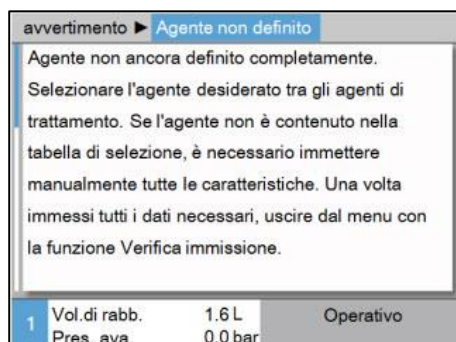 avvertimento ► Agente non definito
Agente non ancora definito completamente.
Selezionare l'agente desiderato tra gli agenti di
trattamento. Se l'agente non è contenuto nella
tabella di selezione, è necessario immettere
manualmente tutte le caratteristiche. Una volta
immessi tutti i dati necessari, uscire dal menu con
la funzione Verifica immissione.
1 Vol.di rabb. 1.6 L Operativo
Pres. ava 0.0 bar